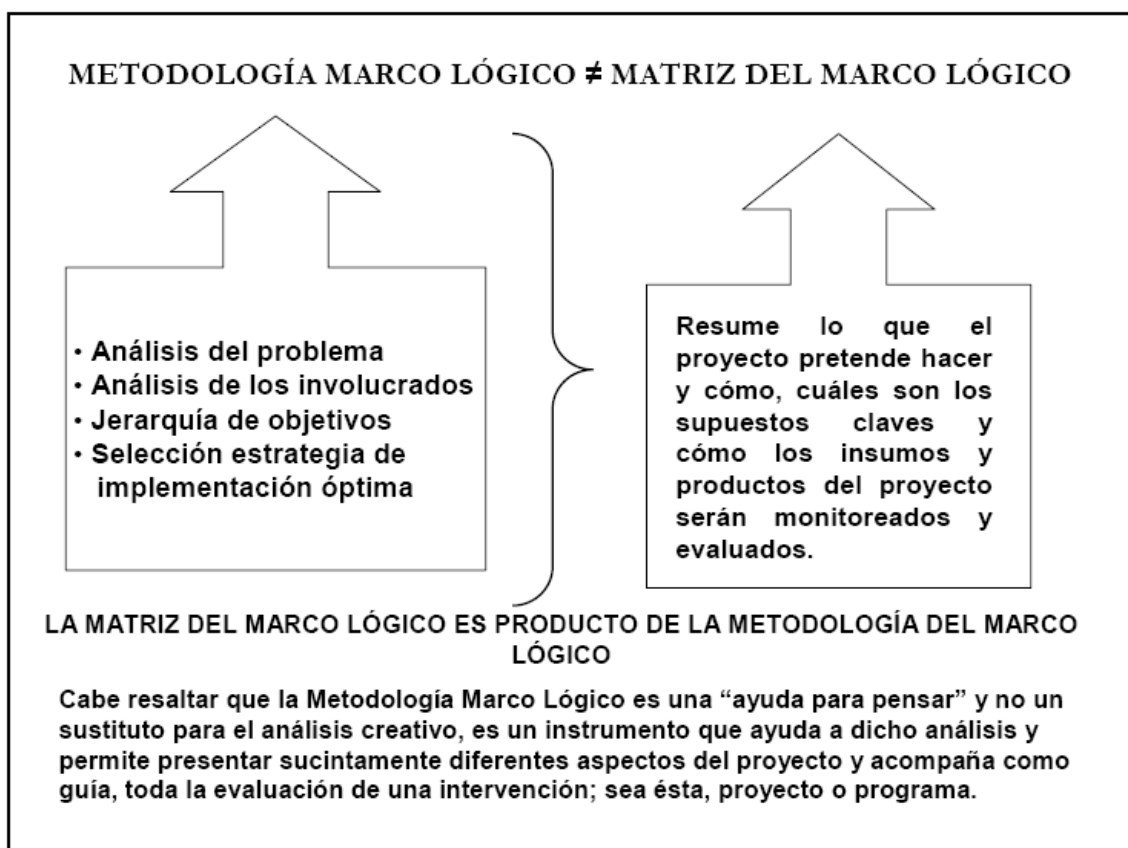 METODOLOGÍA MARCO LÓGICO ≠ MATRIZ DEL MARCO LÓGICO
• Análisis del problema
• Análisis de los involucrados
• Jerarquía de objetivos
• Selección estrategia de
implementación óptima
Resume lo que el
proyecto pretende hacer
y cómo, cuáles son los
supuestos claves y
cómo los insumos y
productos del proyecto
serán monitoreados y
evaluados.
LA MATRIZ DEL MARCO LÓGICO ES PRODUCTO DE LA METODOLOGÍA DEL MARCO
LÓGICO
Cabe resaltar que la Metodología Marco Lógico es una “ayuda para pensar” y no un
sustituto para el análisis creativo, es un instrumento que ayuda a dicho análisis y
permite presentar sucintamente diferentes aspectos del proyecto y acompaña como
guía, toda la evaluación de una intervención; sea ésta, proyecto o programa.